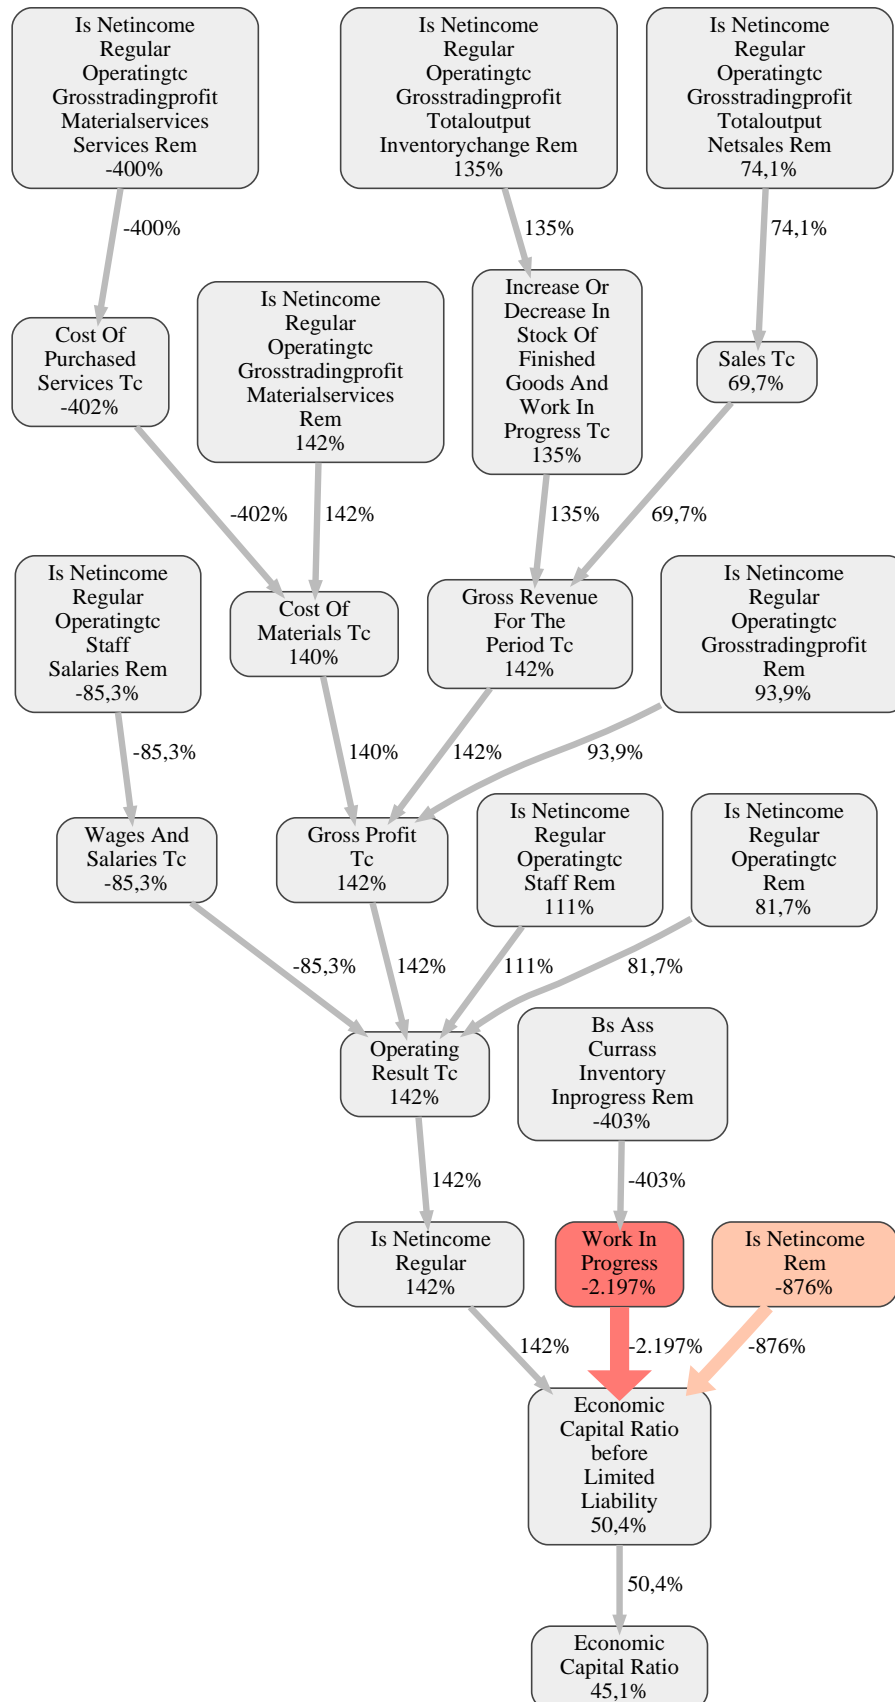 Is Netincome
Regular
Operatingtc
Grosstradingprofit
Materialservices
Services Rem
-400%
Is Netincome
Regular
Operatingtc
Grosstradingprofit
Totaloutput
Inventorychange Rem
135%
Is Netincome
Regular
Operatingtc
Grosstradingprofit
Totaloutput
Netsales Rem
74,1%
-400%
135%
74,1%
Cost Of
Purchased
Services Tc
-402%
Is Netincome
Regular
Operatingtc
Grosstradingprofit
Materialservices
Rem
142%
Increase Or
Decrease In
Stock Of
Finished
Goods And
Work In
Progress Tc
135%
Sales Tc
69,7%
-402%
142%
135%
69,7%
Is Netincome
Regular
Operatingtc
Staff
Salaries Rem
-85,3%
Cost Of
Materials Tc
140%
Gross Revenue
For The
Period Tc
142%
Is Netincome
Regular
Operatingtc
Grosstradingprofit
Rem
93,9%
-85,3%
140%
142%
93,9%
Wages And
Salaries Tc
-85,3%
Gross Profit
Tc
142%
Is Netincome
Regular
Operatingtc
Staff Rem
111%
Is Netincome
Regular
Operatingtc
Rem
81,7%
-85,3%
142%
111%
81,7%
Operating
Result Tc
142%
Bs Ass
Currass
Inventory
Inprogress Rem
-403%
142%
-403%
Is Netincome
Regular
142%
Work In
Progress
-2.197%
Is Netincome
Rem
-876%
142%
-2.197%
-876%
Economic
Capital Ratio
before
Limited
Liability
50,4%
50,4%
Economic
Capital Ratio
45,1%